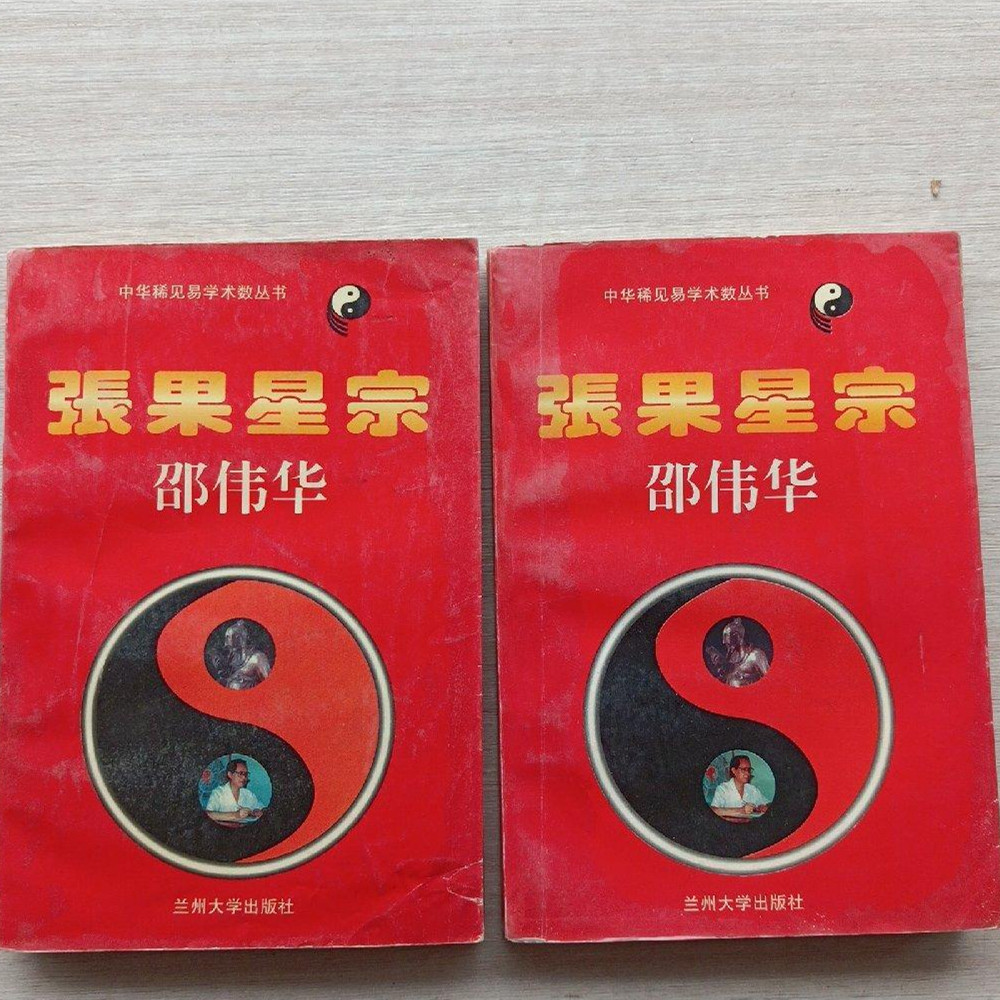 中华稀见易学术数丛书
張果星宗
邵伟华
兰州大学出版社
中华稀见易学术数丛书
張果星宗
邵伟华
兰州大学出版社